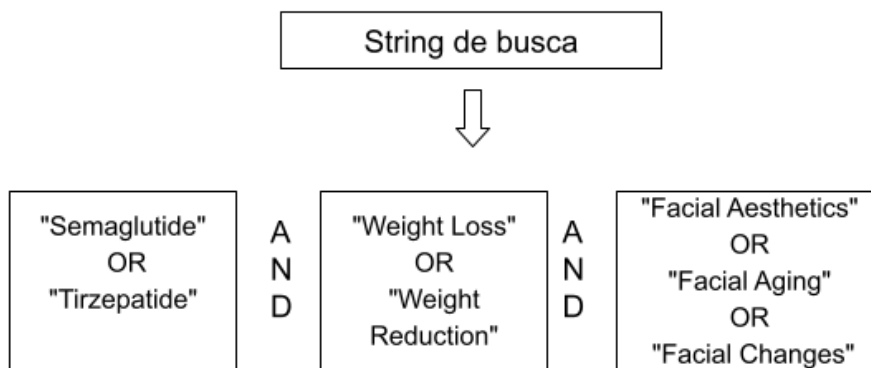 String de busca
"Semaglutide"
OR
"Tirzepatide"
A
N
D
"Weight Loss"
OR
"Weight
Reduction"
A
N
D
"Facial Aesthetics"
OR
"Facial Aging"
OR
"Facial Changes"